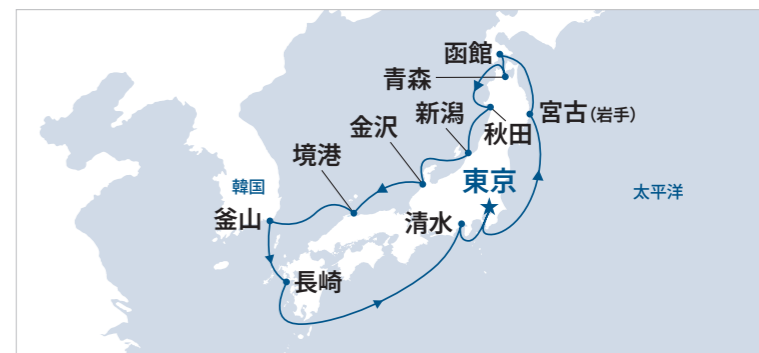 函館
青森
宮古(岩手)
新潟
秋田
金沢
境港
東京
韓国
太平洋
釜山
清水
長崎